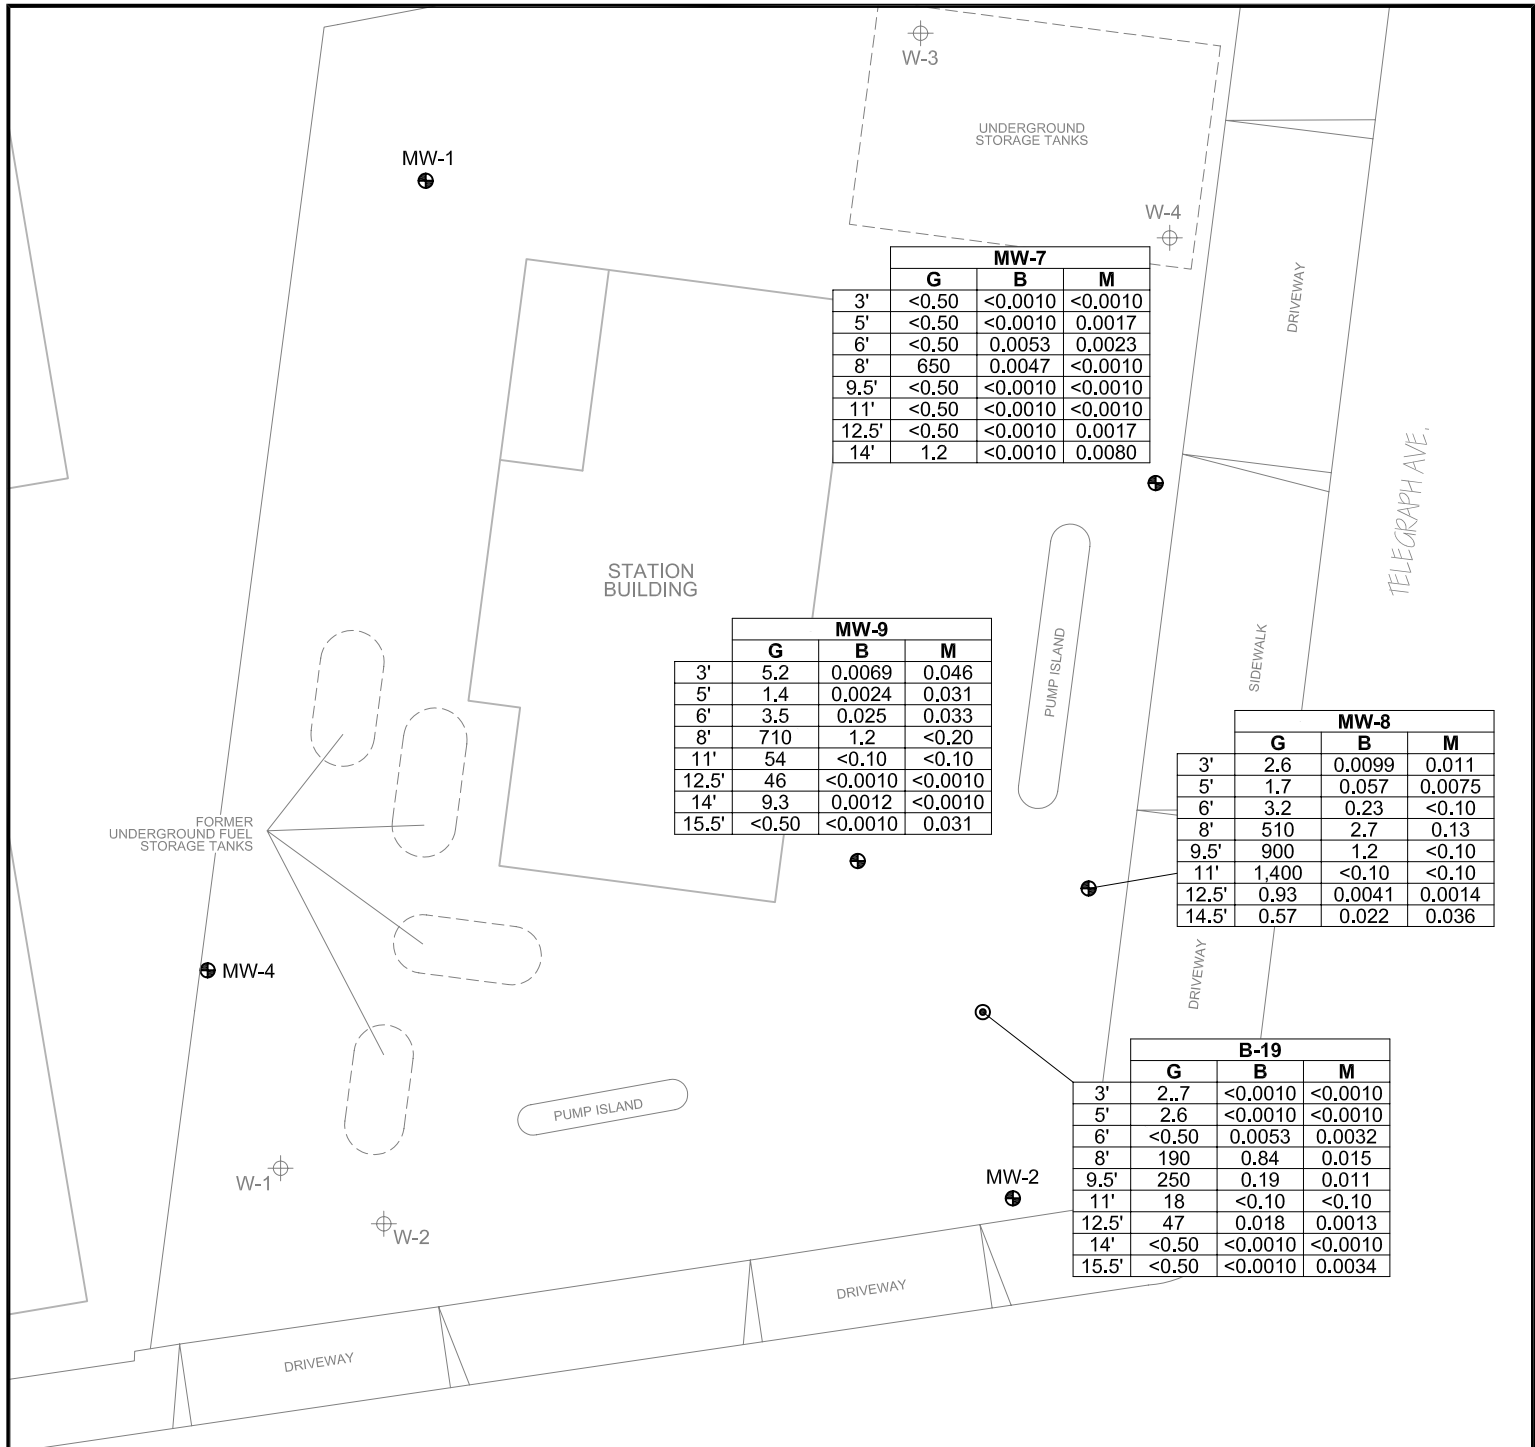 W-3
UNDERGROUND
STORAGE TANKS
MW-1
W-4
DRIVEWAY
MW-7
G B M
3' <0.50 <0.0010 <0.0010
5' <0.50 <0.0010 0.0017
6' <0.50 0.0053 0.0023
8' 650 0.0047 <0.0010
9.5' <0.50 <0.0010 <0.0010
11' <0.50 <0.0010 <0.0010
12.5' <0.50 <0.0010 0.0017
14' 1.2 <0.0010 0.0080
TELEGRAPH AVE.
STATION
BUILDING
PUMP ISLAND
SIDEWALK
MW-9
G B M
3' 5.2 0.0069 0.046
5' 1.4 0.0024 0.031
6' 3.5 0.025 0.033
8' 710 1.2 <0.20
11' 54 <0.10 <0.10
12.5' 46 <0.0010 <0.0010
14' 9.3 0.0012 <0.0010
15.5' <0.50 <0.0010 0.031
MW-8
G B M
3' 2.6 0.0099 0.011
5' 1.7 0.057 0.0075
6' 3.2 0.23 <0.10
8' 510 2.7 0.13
9.5' 900 1.2 <0.10
11' 1,400 <0.10 <0.10
12.5' 0.93 0.0041 0.0014
14.5' 0.57 0.022 0.036
FORMER
UNDERGROUND FUEL
STORAGE TANKS
MW-4
DRIVEWAY
B-19
G B M
3' 2..7 <0.0010 <0.0010
5' 2.6 <0.0010 <0.0010
6' <0.50 0.0053 0.0032
8' 190 0.84 0.015
9.5' 250 0.19 0.011
11' 18 <0.10 <0.10
12.5' 47 0.018 0.0013
14' <0.50 <0.0010 <0.0010
15.5' <0.50 <0.0010 0.0034
PUMP ISLAND
W-1
MW-2
W-2
DRIVEWAY
DRIVEWAY